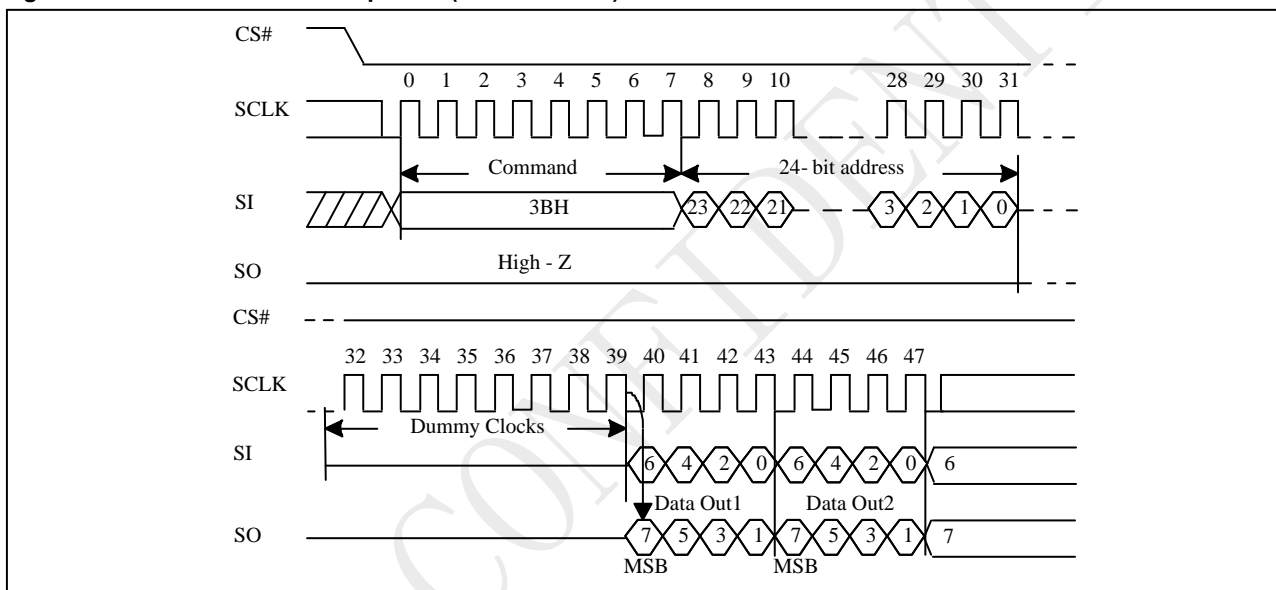 CS#
0 1 2 3 4 5 6 7 8 9 10 28 29 30 31
SCLK
Command 24- bit address
SI 3BH 23 22 21 3 2 1 0
High - Z
SO
CS#
32 33 34 35 36 37 38 39 40 41 42 43 44 45 46 47
SCLK
Dummy Clocks
SI 6 4 2 0 6 4 2 0 6
Data Out1 Data Out2
SO 7 5 3 1 7 5 3 1 7
MSB MSB